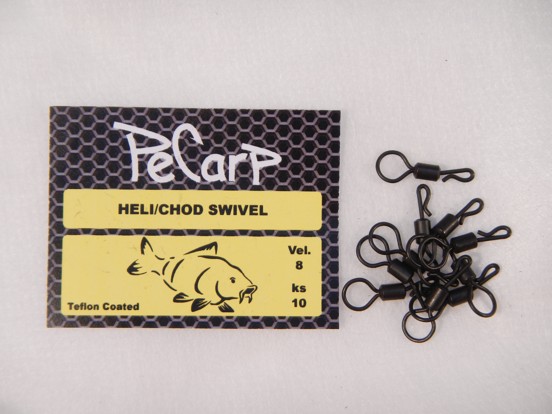 PeCarP
HELI/CHOD SWIVEL
Vel.
8
ks
10
Teflon Coated